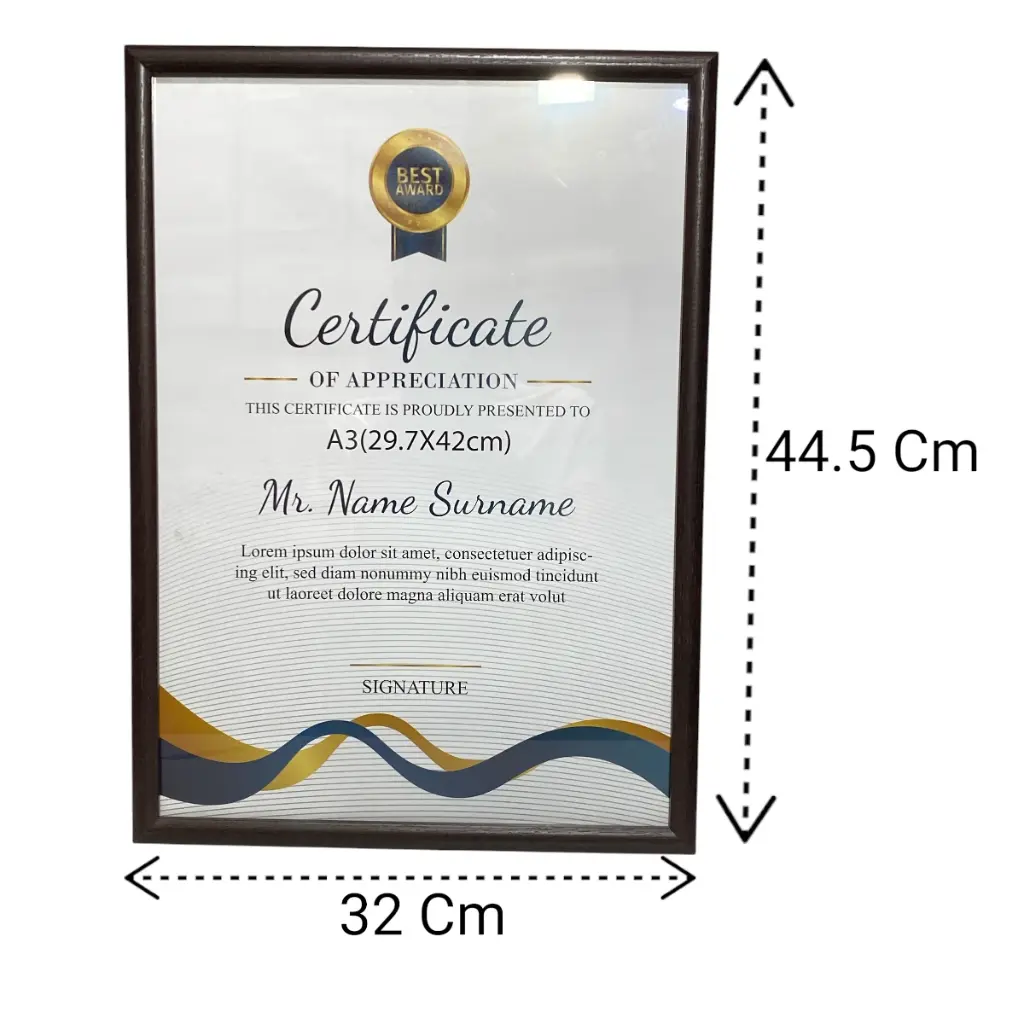 BEST
AWARD
Certificate
OF APPRECIATION
THIS CERTIFICATE IS PROUDLY PRESENTED TO
A3(29.7X42cm)
Mr. Name Surname
Lorem ipsum dolor sit amet, consectetuer adipisc-
ing elit, sed diam nonummy nibh euismod tincidunt
ut laoreet dolore magna aliquam erat volut
SIGNATURE
44.5 Cm
32 Cm